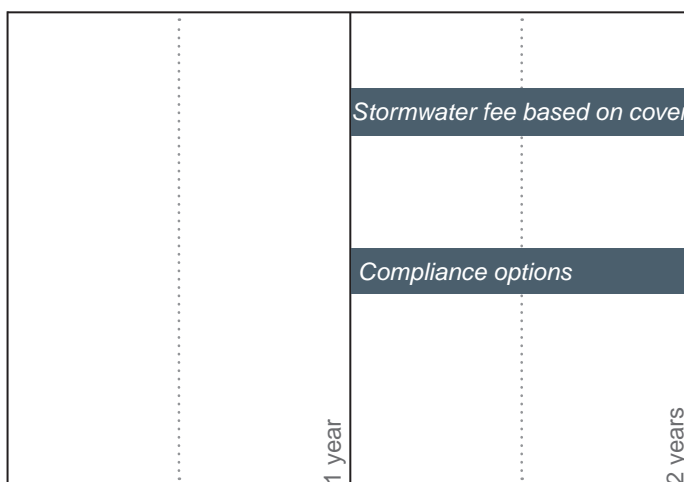 Stormwater fee based on cover
Compliance options
1 year
2 years